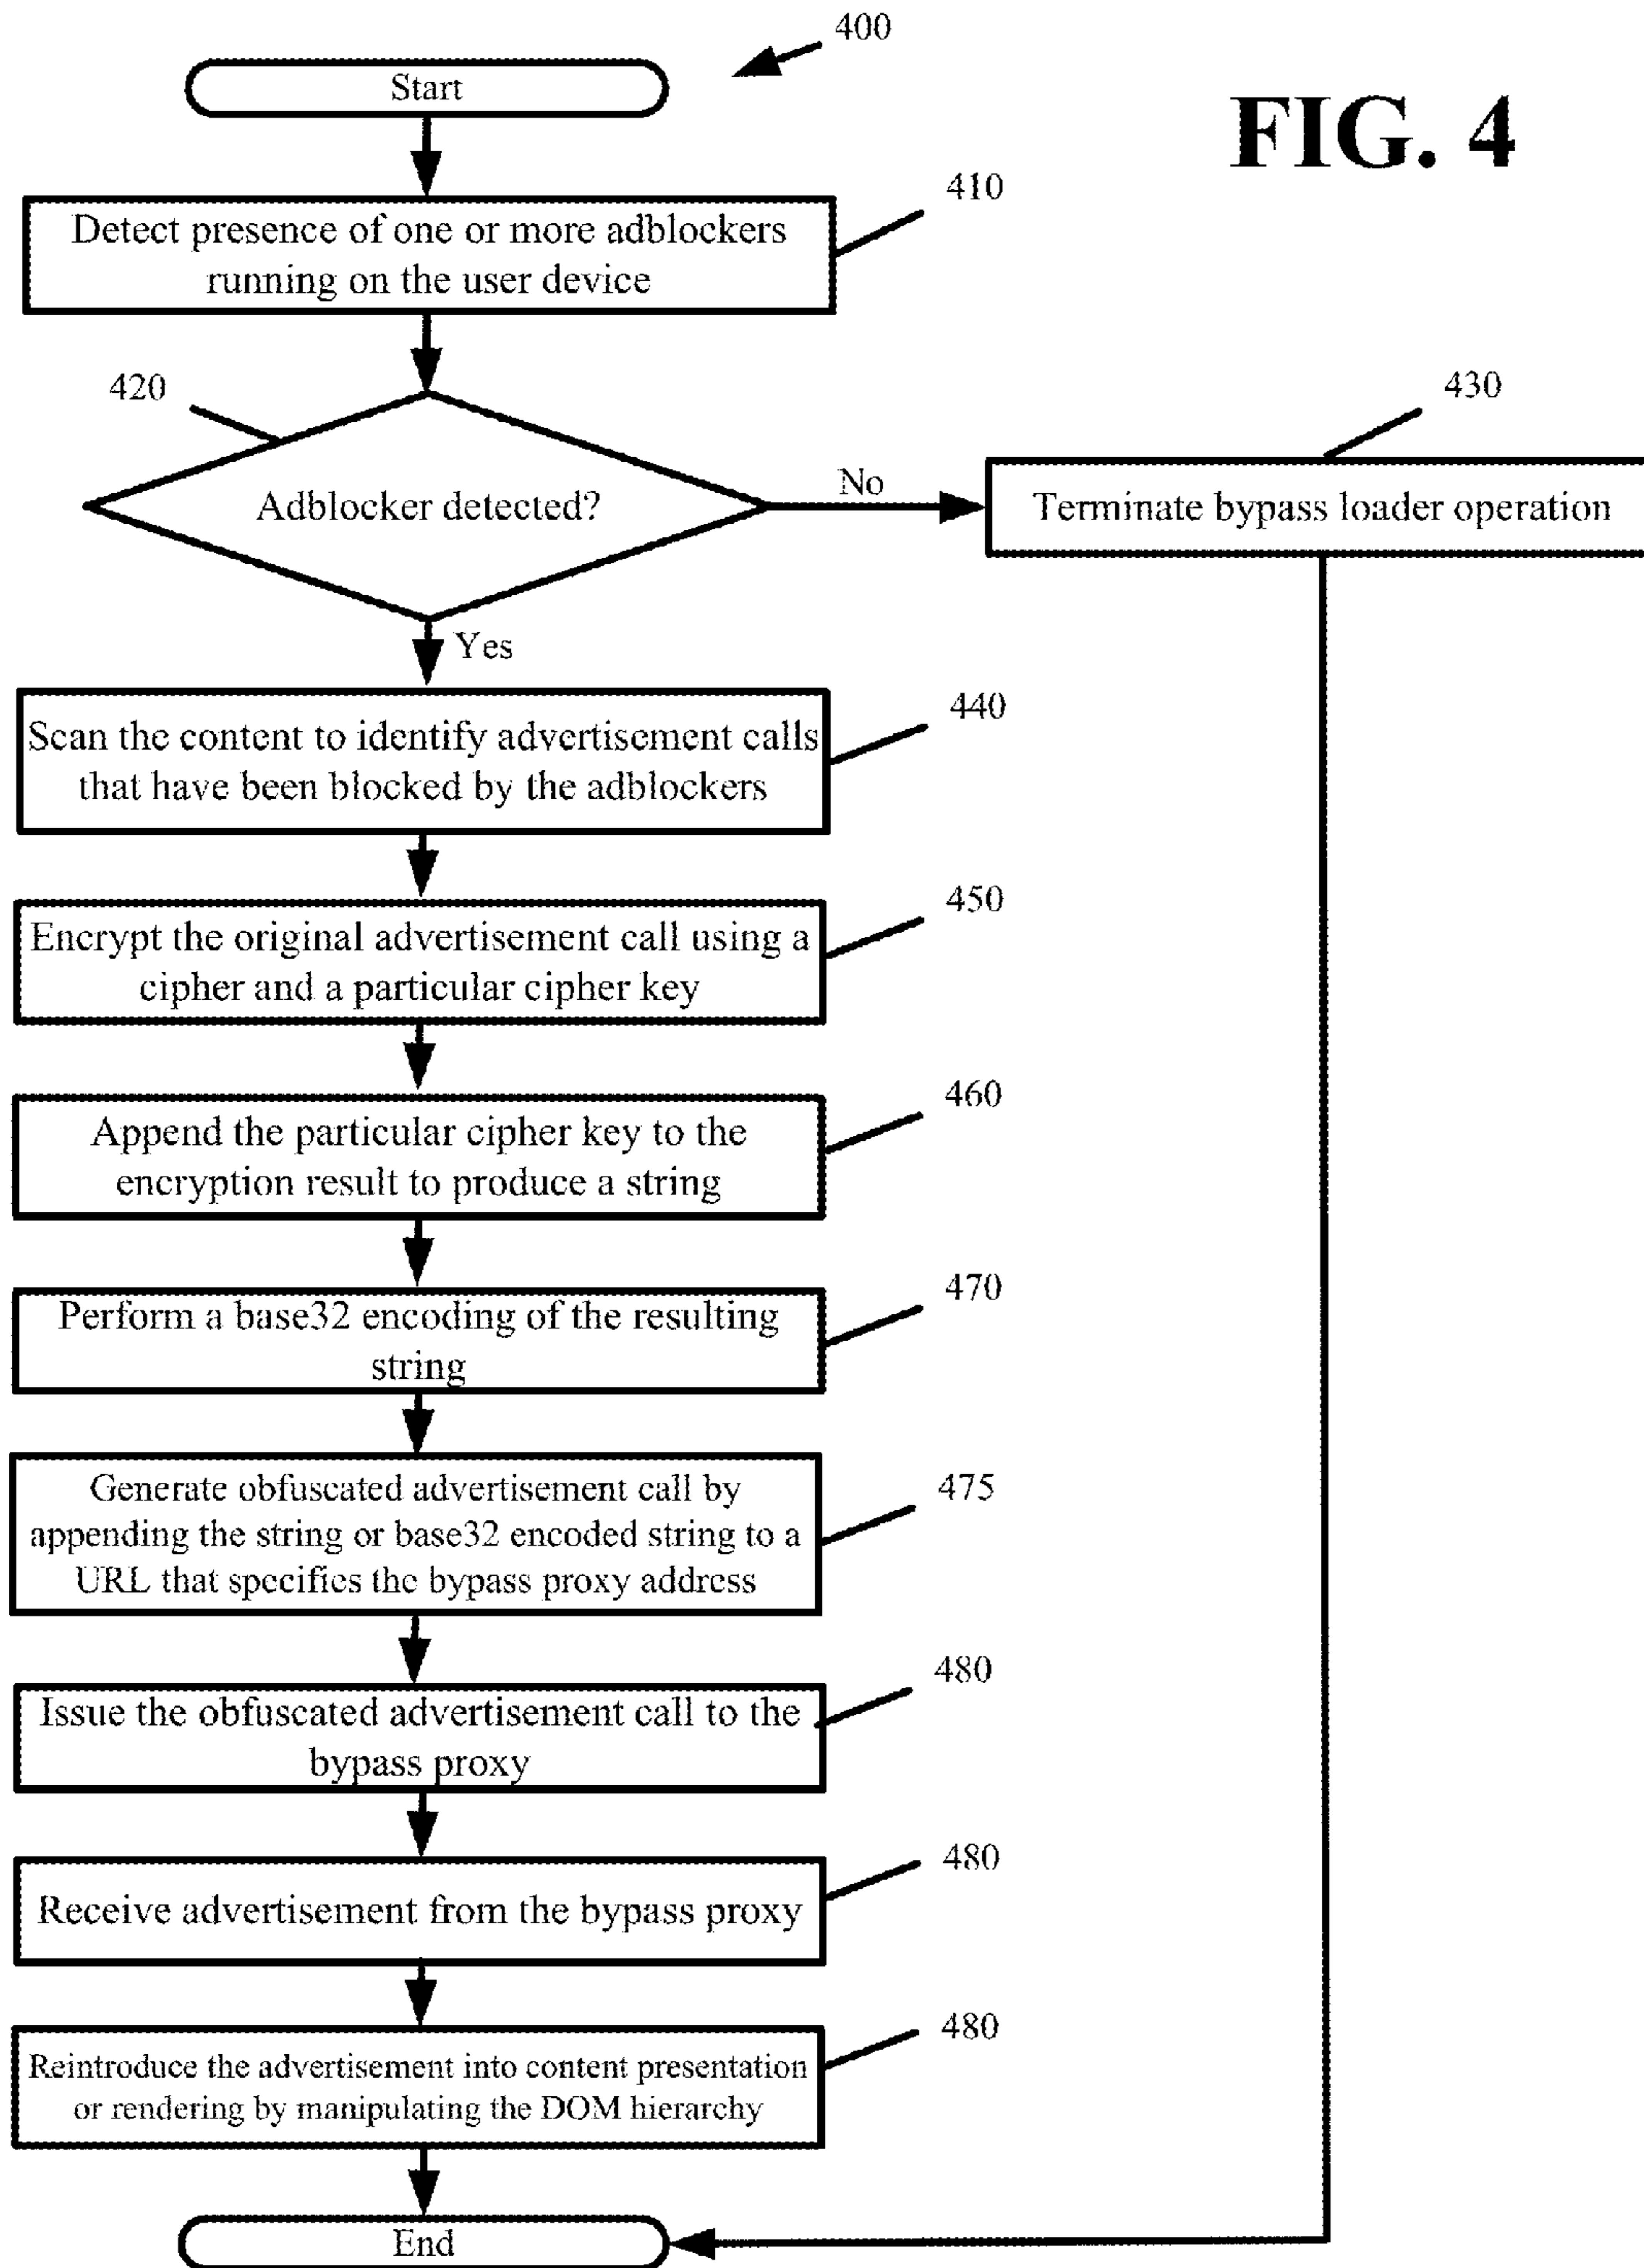 400
Start
FIG. 4
410
Detect presence of one or more adblockers
running on the user device
420
430
Adblocker detected?
No
Terminate bypass loader operation
Yes
440
Scan the content to identify advertisement calls
that have been blocked by the adblockers
450
Encrypt the original advertisement call using a
cipher and a particular cipher key
460
Append the particular cipher key to the
encryption result to produce a string
470
Perform a base32 encoding of the resulting
string
475
Generate obfuscated advertisement call by
appending the string or base32 encoded string to a
URL that specifies the bypass proxy address
480
Issue the obfuscated advertisement call to the
bypass proxy
480
Receive advertisement from the bypass proxy
480
Reintroduce the advertisement into content presentation
or rendering by manipulating the DOM hierarchy
End